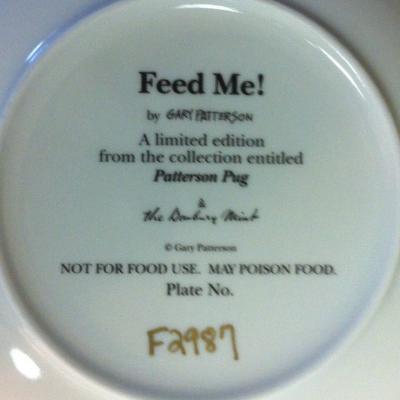 Feed Me!
by GARY PATTERSON
A limited edition
from the collection entitled
Patterson Pug
&
the Danbury Mint
© Gary Patterson
NOT FOR FOOD USE. MAY POISON FOOD.
Plate No.
F2987